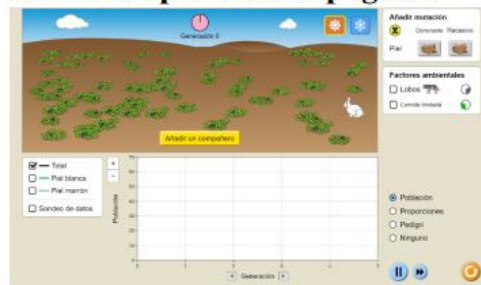 Generación 0
Añadir mutación
Dominante Recesivo
Piel
Factores ambientales
Lobos
Comida limitada
Añadir un compañero
Total
Piel blanca
Piel marrón
Sondeo de datos
Población
Generación
Población
Proporciones
Pedigrí
Ninguno